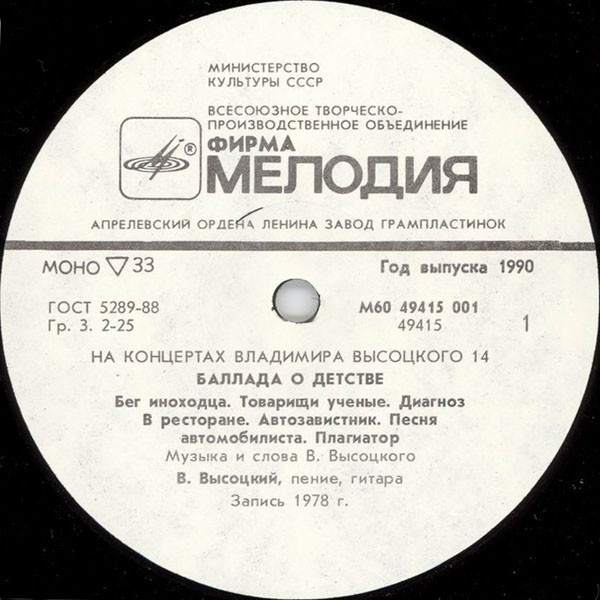 МИНИСТЕРСТВО
КУЛЬТУРЫ СССР
ВСЕСОЮЗНОЕ ТВОРЧЕСКО-
ПРОИЗВОДСТВЕННОЕ ОБЪЕДИНЕНИЕ
ФИРМА
® МЕЛОДИЯ
АПРЕЛЕВСКИЙ ОРДЕНА ЛЕНИНА ЗАВОД ГРАМПЛАСТИНОК
МОНО ▽ 33 Год выпуска 1990
ГОСТ 5289-88 М60 49415 001
Гр. 3. 2-25 49415 1
НА КОНЦЕРТАХ ВЛАДИМИРА ВЫСОЦКОГО 14
БАЛЛАДА О ДЕТСТВЕ
Бег иноходца. Товарищи ученые. Диагноз
В ресторане. Автозавистник. Песня
автомобилиста. Плагиатор
Музыка и слова В. Высоцкого
В. Высоцкий, пение, гитара
Запись 1978 г.